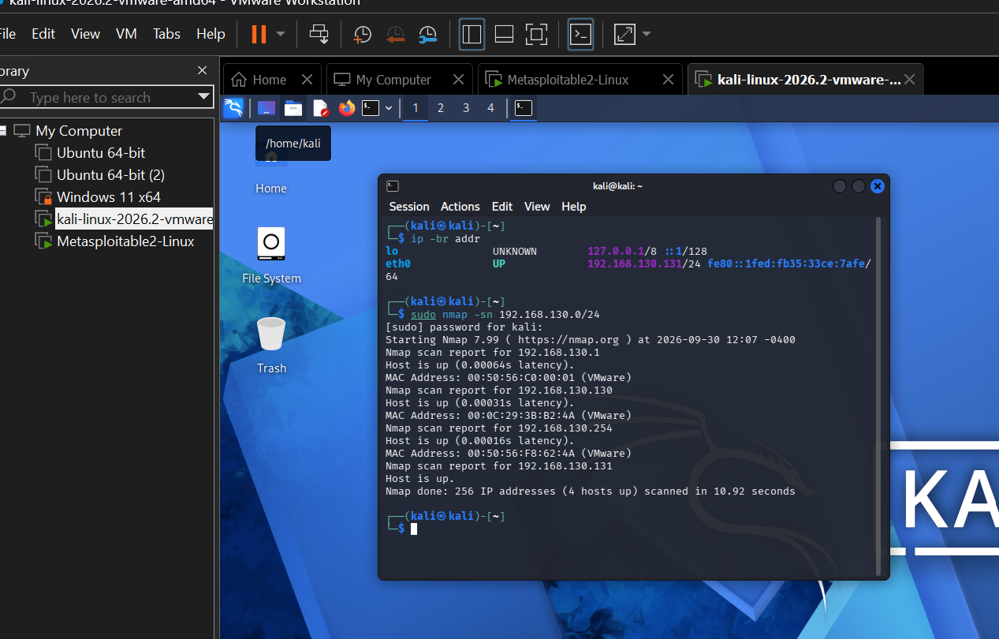 kali-linux-2026.2-vmware-amd64 - VMware Workstation
File Edit View VM Tabs Help
Library
Type here to search
Home
My Computer
Metasploitable2-Linux
kali-linux-2026.2-vmware-...
1 2 3 4
My Computer
Ubuntu 64-bit
Ubuntu 64-bit (2)
Windows 11 x64
kali-linux-2026.2-vmware
Metasploitable2-Linux
/home/kali
Home
File System
Trash
kali@kali: ~
Session Actions Edit View Help
┌──(kali㉿kali)-[~]
└─$ ip -br addr
lo UNKNOWN 127.0.0.1/8 ::1/128
eth0 UP 192.168.130.131/24 fe80::1fed:fb35:33ce:7afe/
64
┌──(kali㉿kali)-[~]
└─$ sudo nmap -sn 192.168.130.0/24
[sudo] password for kali:
Starting Nmap 7.99 ( https://nmap.org ) at 2026-09-30 12:07 -0400
Nmap scan report for 192.168.130.1
Host is up (0.00064s latency).
MAC Address: 00:50:56:C0:00:01 (VMware)
Nmap scan report for 192.168.130.130
Host is up (0.00031s latency).
MAC Address: 00:0C:29:3B:B2:4A (VMware)
Nmap scan report for 192.168.130.254
Host is up (0.00016s latency).
MAC Address: 00:50:56:F8:62:4A (VMware)
Nmap scan report for 192.168.130.131
Host is up.
Nmap done: 256 IP addresses (4 hosts up) scanned in 10.92 seconds
┌──(kali㉿kali)-[~]
└─$
KA